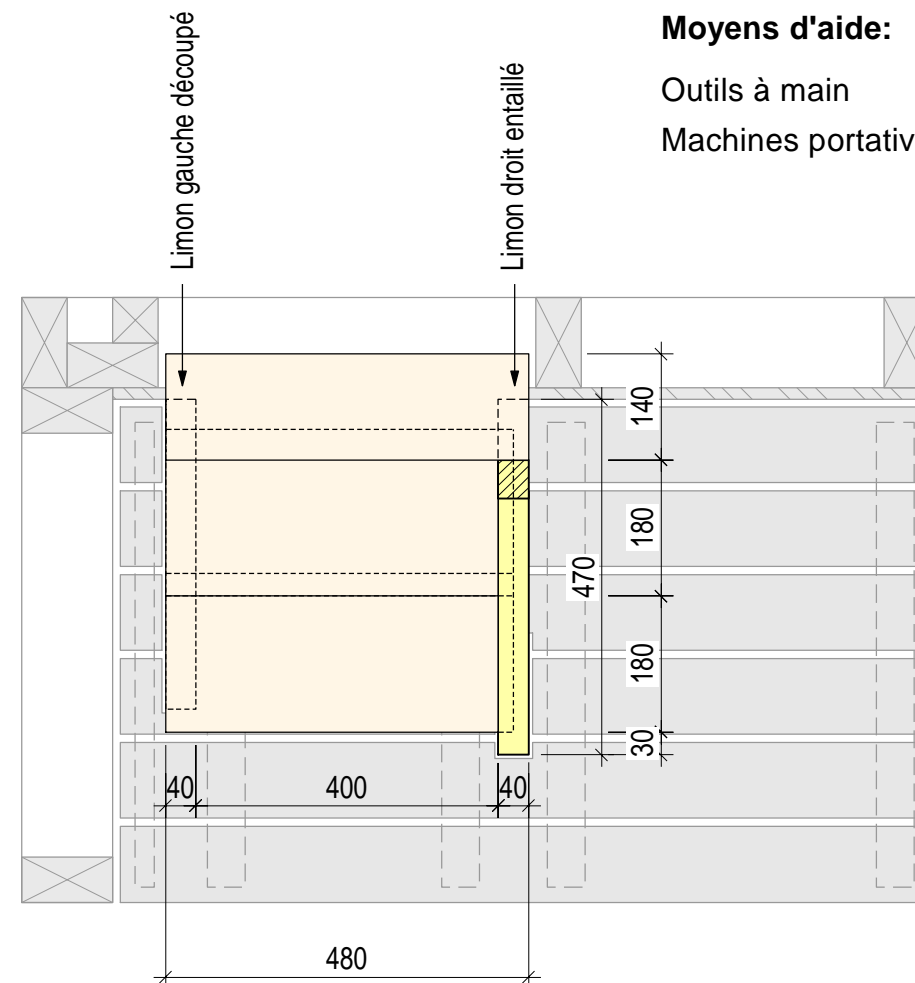 Moyens d'aide:
Outils à main
Machines portativ
Limon gauche découpé
Limon droit entaillé
140
180
470
180
30
40
400
40
480